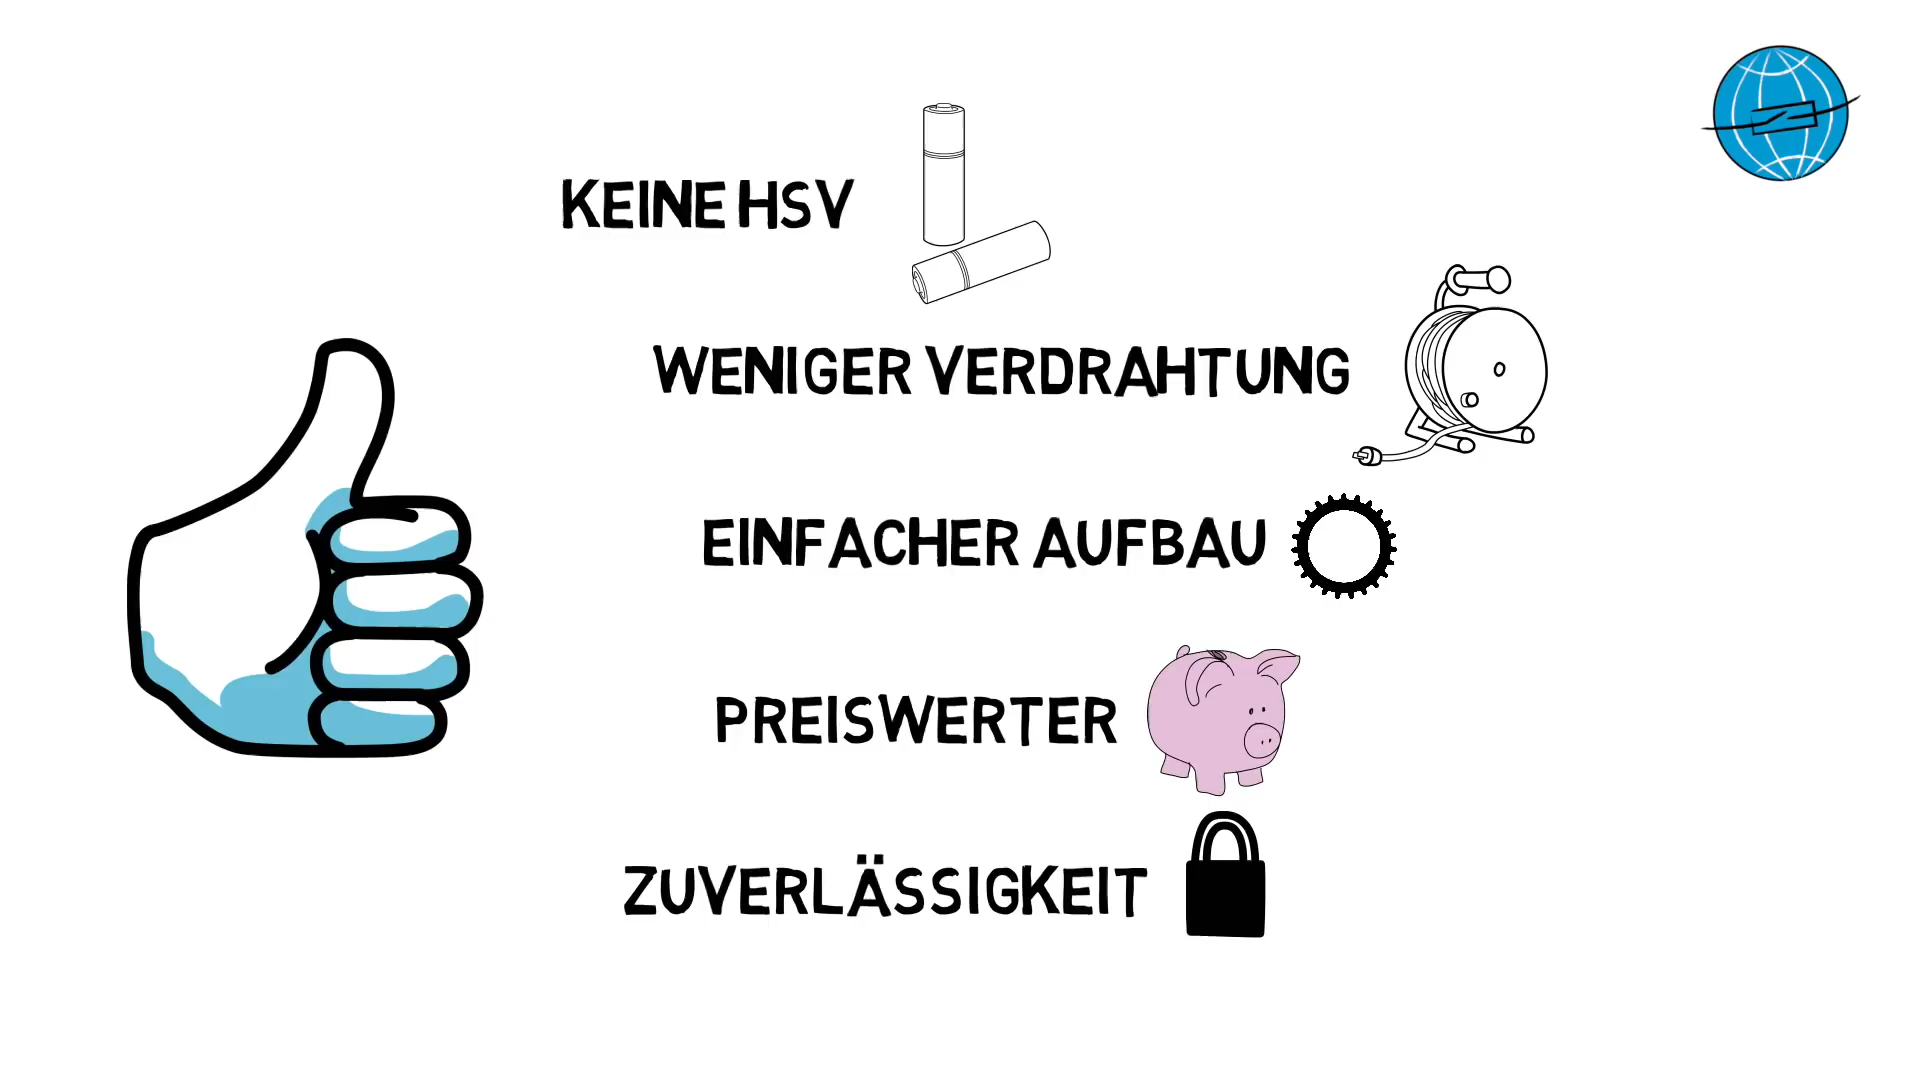 KEINE HSV
WENIGER VERDRAHTUNG
EINFACHER AUFBAU
PREISWERTER
ZUVERLÄSSIGKEIT